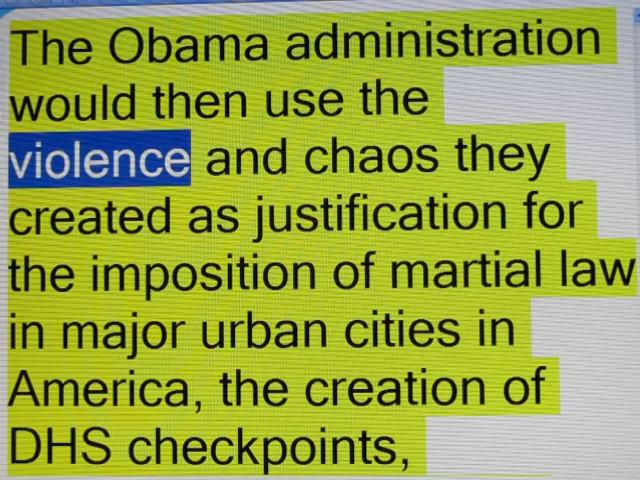 The Obama administration
would then use the
violence and chaos they
created as justification for
the imposition of martial law
in major urban cities in
America, the creation of
DHS checkpoints,